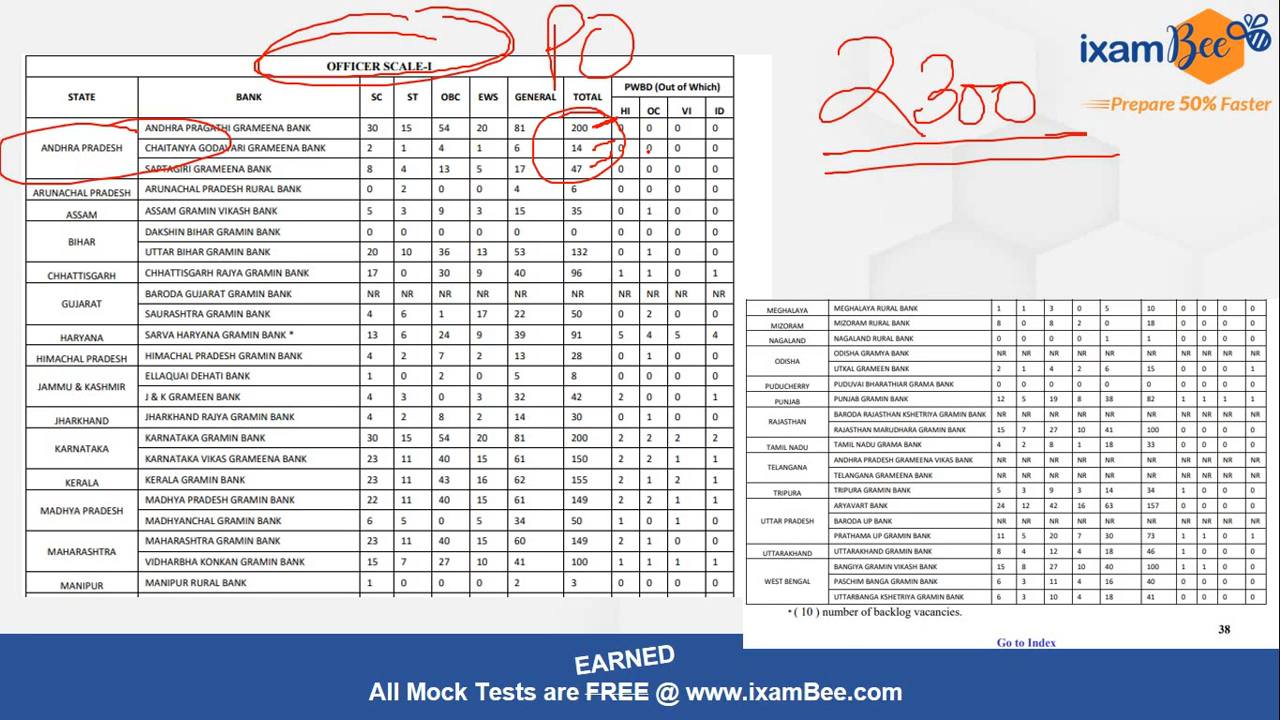 PO
2300
ixamBee
Prepare 50% Faster
OFFICER SCALE-I
STATE BANK SC ST OBC EWS GENERAL TOTAL PWBD (Out of Which)
HI OC VI ID
ANDHRA PRADESH
ANDHRA PRAGATHI GRAMEENA BANK 30 15 54 20 81 200 0 0 0 0
CHAITANYA GODAVARI GRAMEENA BANK 2 1 4 1 6 14 0 0 0 0
SAPTAGIRI GRAMEENA BANK 8 4 13 5 17 47 0 0 0 0
ARUNACHAL PRADESH ARUNACHAL PRADESH RURAL BANK 0 2 0 0 4 6 0 0 0 0
ASSAM ASSAM GRAMIN VIKASH BANK 5 3 9 3 15 35 0 1 0 0
BIHAR
DAKSHIN BIHAR GRAMIN BANK 0 0 0 0 0 0 0 0 0 0
UTTAR BIHAR GRAMIN BANK 20 10 36 13 53 132 0 1 0 0
CHHATTISGARH CHHATTISGARH RAJYA GRAMIN BANK 17 0 30 9 40 96 1 1 0 1
GUJARAT
BARODA GUJARAT GRAMIN BANK NR NR NR NR NR NR NR NR NR NR
SAURASHTRA GRAMIN BANK 4 6 1 17 22 50 0 2 0 0
HARYANA SARVA HARYANA GRAMIN BANK * 13 6 24 9 39 91 5 4 5 4
HIMACHAL PRADESH HIMACHAL PRADESH GRAMIN BANK 4 2 7 2 13 28 0 1 0 0
JAMMU & KASHMIR
ELLAQUAI DEHATI BANK 1 0 2 0 5 8 0 0 0 0
J & K GRAMEEN BANK 4 3 0 3 32 42 2 0 0 1
JHARKHAND JHARKHAND RAJYA GRAMIN BANK 4 2 8 2 14 30 0 1 0 0
KARNATAKA
KARNATAKA GRAMIN BANK 30 15 54 20 81 200 2 2 2 2
KARNATAKA VIKAS GRAMEENA BANK 23 11 40 15 61 150 2 2 1 1
KERALA KERALA GRAMIN BANK 23 11 43 16 62 155 2 1 2 1
MADHYA PRADESH
MADHYA PRADESH GRAMIN BANK 22 11 40 15 61 149 2 2 1 1
MADHYANCHAL GRAMIN BANK 6 5 0 5 34 50 1 0 1 0
MAHARASHTRA
MAHARASHTRA GRAMIN BANK 23 11 40 15 60 149 2 1 1 0
VIDHARBHA KONKAN GRAMIN BANK 15 7 27 10 41 100 1 1 1 1
MANIPUR MANIPUR RURAL BANK 1 0 0 0 2 3 0 0 0 0
MEGHALAYA MEGHALAYA RURAL BANK 1 1 3 0 5 10 0 0 0 0
MIZORAM MIZORAM RURAL BANK 8 0 8 2 0 18 0 0 0 0
NAGALAND NAGALAND RURAL BANK 0 0 0 0 1 1 0 0 0 0
ODISHA
ODISHA GRAMYA BANK NR NR NR NR NR NR NR NR NR NR
UTKAL GRAMEEN BANK 2 1 4 2 6 15 0 0 0 1
PUDUCHERRY PUDUVAI BHARATHIAR GRAMA BANK 0 0 0 0 0 0 0 0 0 0
PUNJAB PUNJAB GRAMIN BANK 12 5 19 8 38 82 1 1 1 1
RAJASTHAN
BARODA RAJASTHAN KSHETRIYA GRAMIN BANK NR NR NR NR NR NR NR NR NR NR
RAJASTHAN MARUDHARA GRAMIN BANK 15 7 27 10 41 100 0 0 0 0
TAMIL NADU TAMIL NADU GRAMA BANK 4 2 8 1 18 33 0 0 0 0
TELANGANA
ANDHRA PRADESH GRAMEENA VIKAS BANK NR NR NR NR NR NR NR NR NR NR
TELANGANA GRAMEENA BANK NR NR NR NR NR NR NR NR NR NR
TRIPURA TRIPURA GRAMIN BANK 5 3 9 3 14 34 1 0 0 0
UTTAR PRADESH
ARYAVART BANK 24 12 42 16 63 157 0 0 0 0
BARODA UP BANK NR NR NR NR NR NR NR NR NR NR
PRATHAMA UP GRAMIN BANK 11 5 20 7 30 73 1 1 0 1
UTTARAKHAND UTTARAKHAND GRAMIN BANK 8 4 12 4 18 46 1 0 0 0
WEST BENGAL
BANGIYA GRAMIN VIKASH BANK 15 8 27 10 40 100 1 1 0 0
PASCHIM BANGA GRAMIN BANK 6 3 11 4 16 40 0 0 0 0
UTTARBANGA KSHETRIYA GRAMIN BANK 6 3 10 4 18 41 0 0 0 0
*( 10 ) number of backlog vacancies.
38
Go to Index
EARNED
All Mock Tests are FREE @ www.ixamBee.com